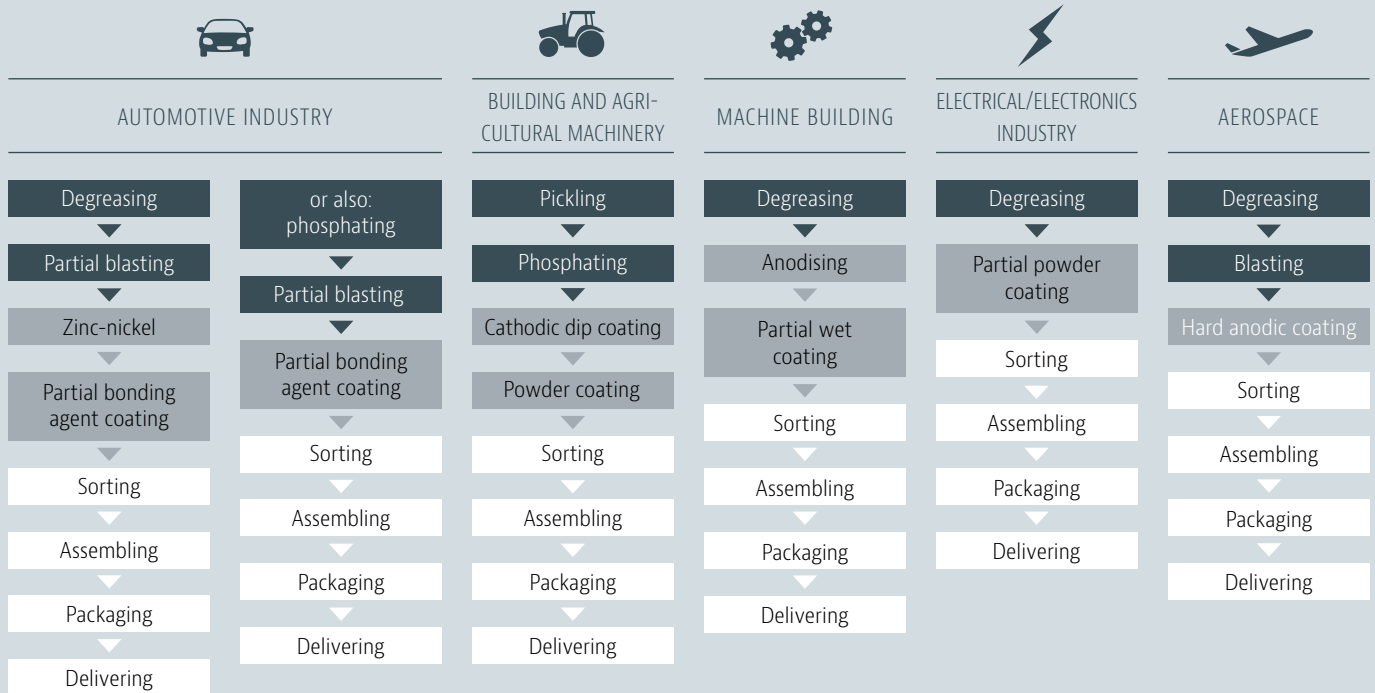 AUTOMOTIVE INDUSTRY
Degreasing
Partial blasting
Zinc-nickel
Partial bonding
agent coating
Sorting
Assembling
Packaging
Delivering
or also:
phosphating
Partial blasting
Partial bonding
agent coating
Sorting
Assembling
Packaging
Delivering
BUILDING AND AGRI-
CULTURAL MACHINERY
Pickling
Phosphating
Cathodic dip coating
Powder coating
Sorting
Assembling
Packaging
Delivering
MACHINE BUILDING
Degreasing
Anodising
Partial wet
coating
Sorting
Assembling
Packaging
Delivering
ELECTRICAL/ELECTRONICS
INDUSTRY
Degreasing
Partial powder
coating
Sorting
Assembling
Packaging
Delivering
AEROSPACE
Degreasing
Blasting
Hard anodic coating
Sorting
Assembling
Packaging
Delivering